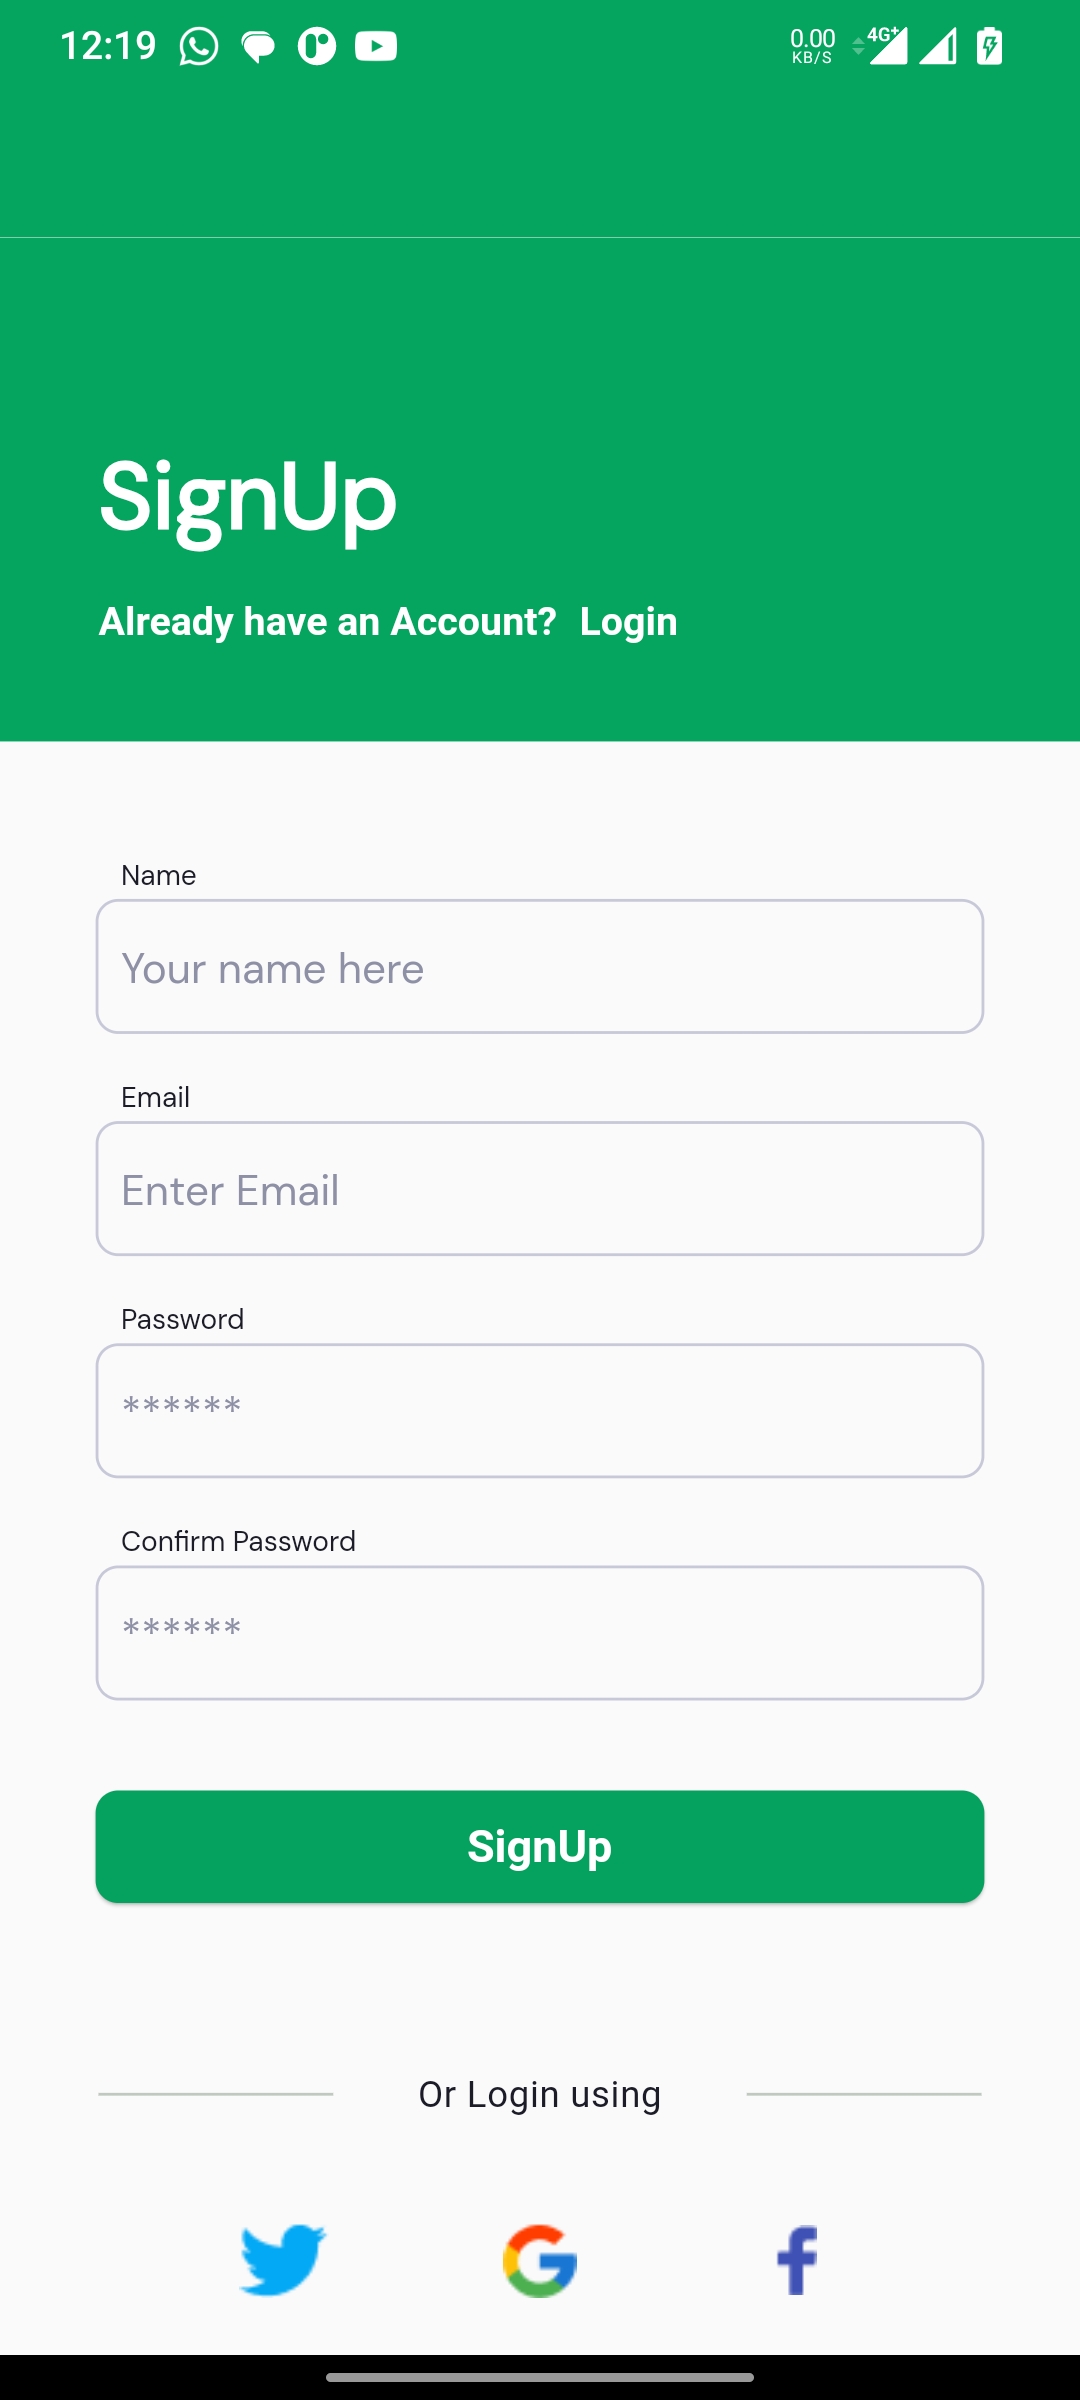 12:19 0.00 KB/S 4G+
SignUp
Already have an Account? Login
Name
Your name here
Email
Enter Email
Password
******
Confirm Password
******
SignUp
Or Login using